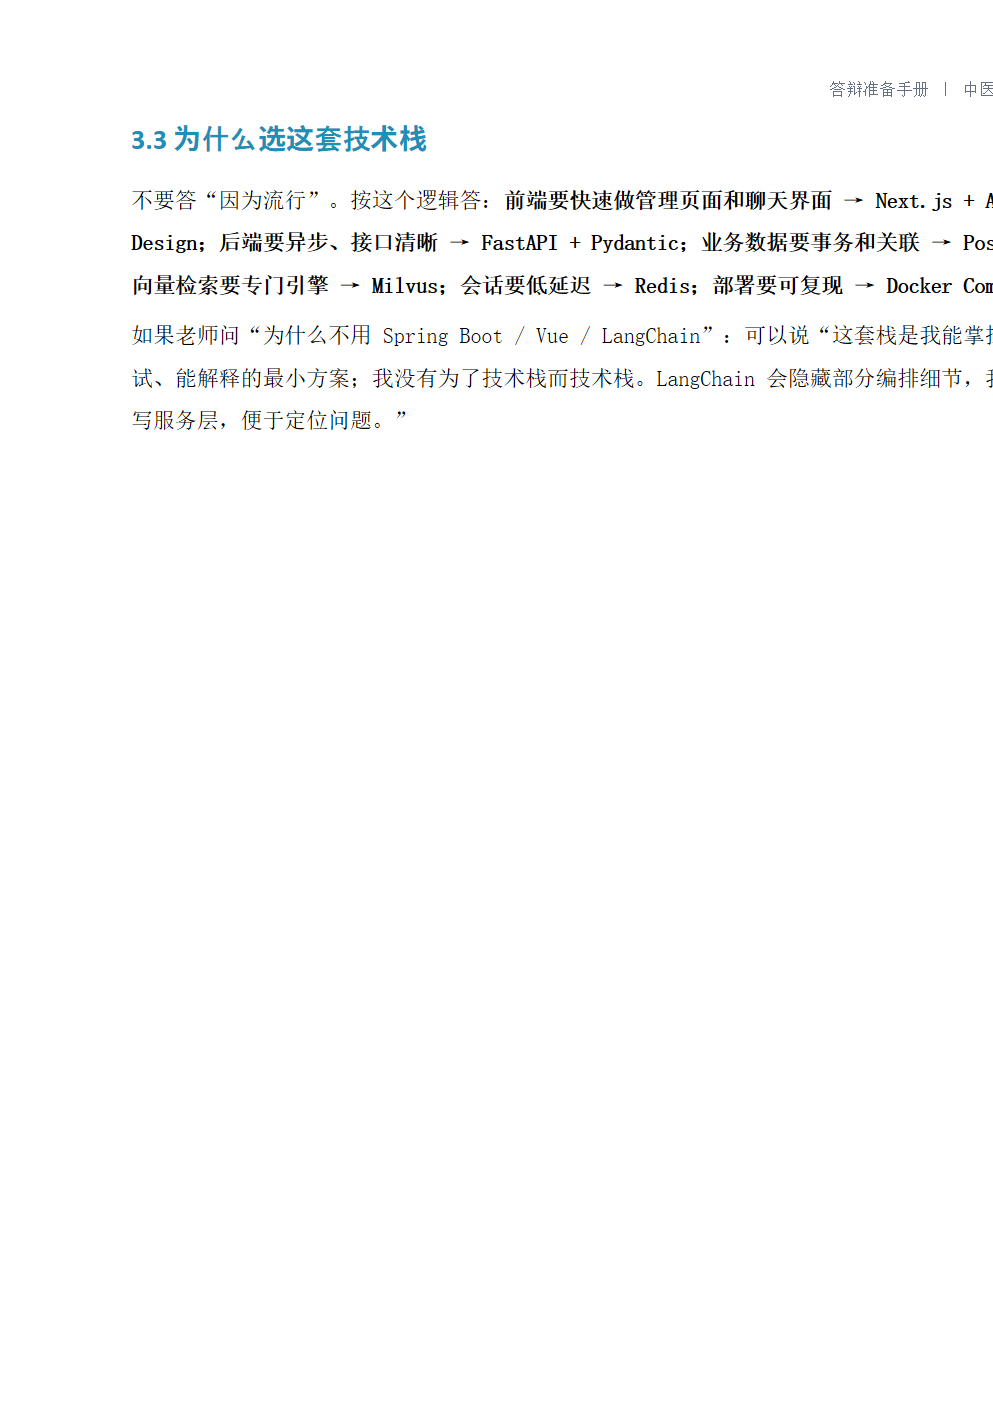 答辩准备手册 | 中医
3.3 为什么选这套技术栈
不要答“因为流行”。按这个逻辑答：前端要快速做管理页面和聊天界面 → Next.js + A
Design；后端要异步、接口清晰 → FastAPI + Pydantic；业务数据要事务和关联 → Pos
向量检索要专门引擎 → Milvus；会话要低延迟 → Redis；部署要可复现 → Docker Com
如果老师问“为什么不用 Spring Boot / Vue / LangChain”：可以说“这套栈是我能掌
试、能解释的最小方案；我没有为了技术栈而技术栈。LangChain 会隐藏部分编排细节，我
写服务层，便于定位问题。”